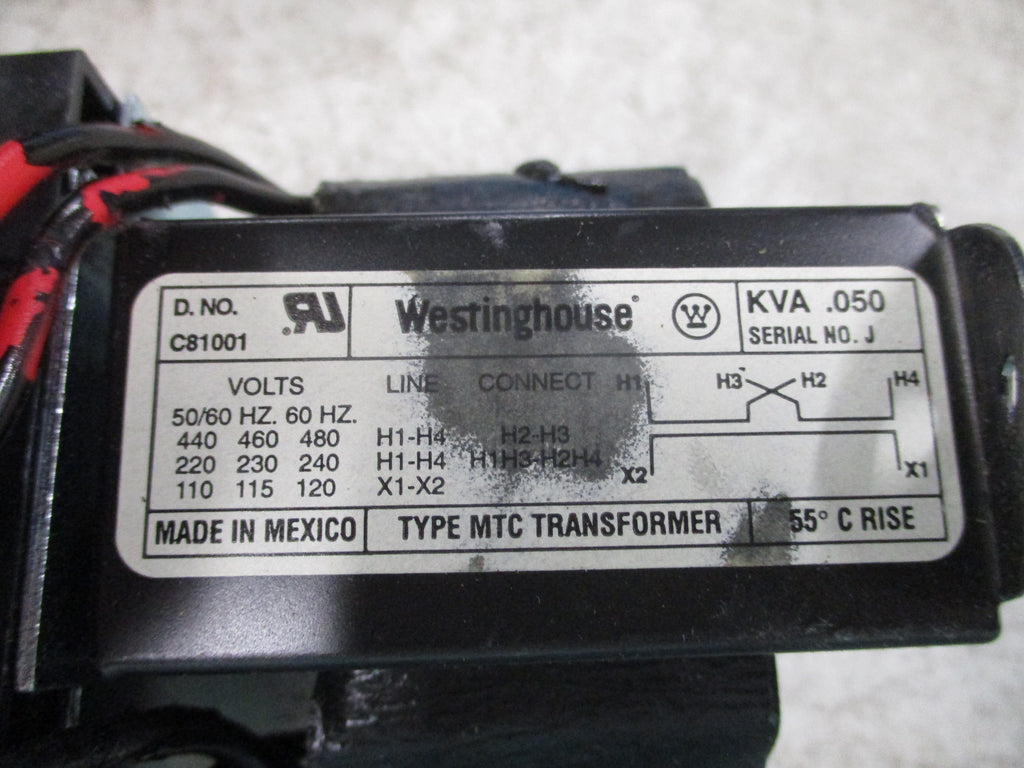 D. NO.
C81001
RU
Westinghouse
W
KVA .050
SERIAL NO. J
VOLTS LINE CONNECT
50/60 HZ. 60 HZ.
440 460 480 H1-H4 H2-H3
220 230 240 H1-H4 H1H3-H2H4
110 115 120 X1-X2
H1 H3 H2 H4
X2 X1
MADE IN MEXICO TYPE MTC TRANSFORMER 55° C RISE